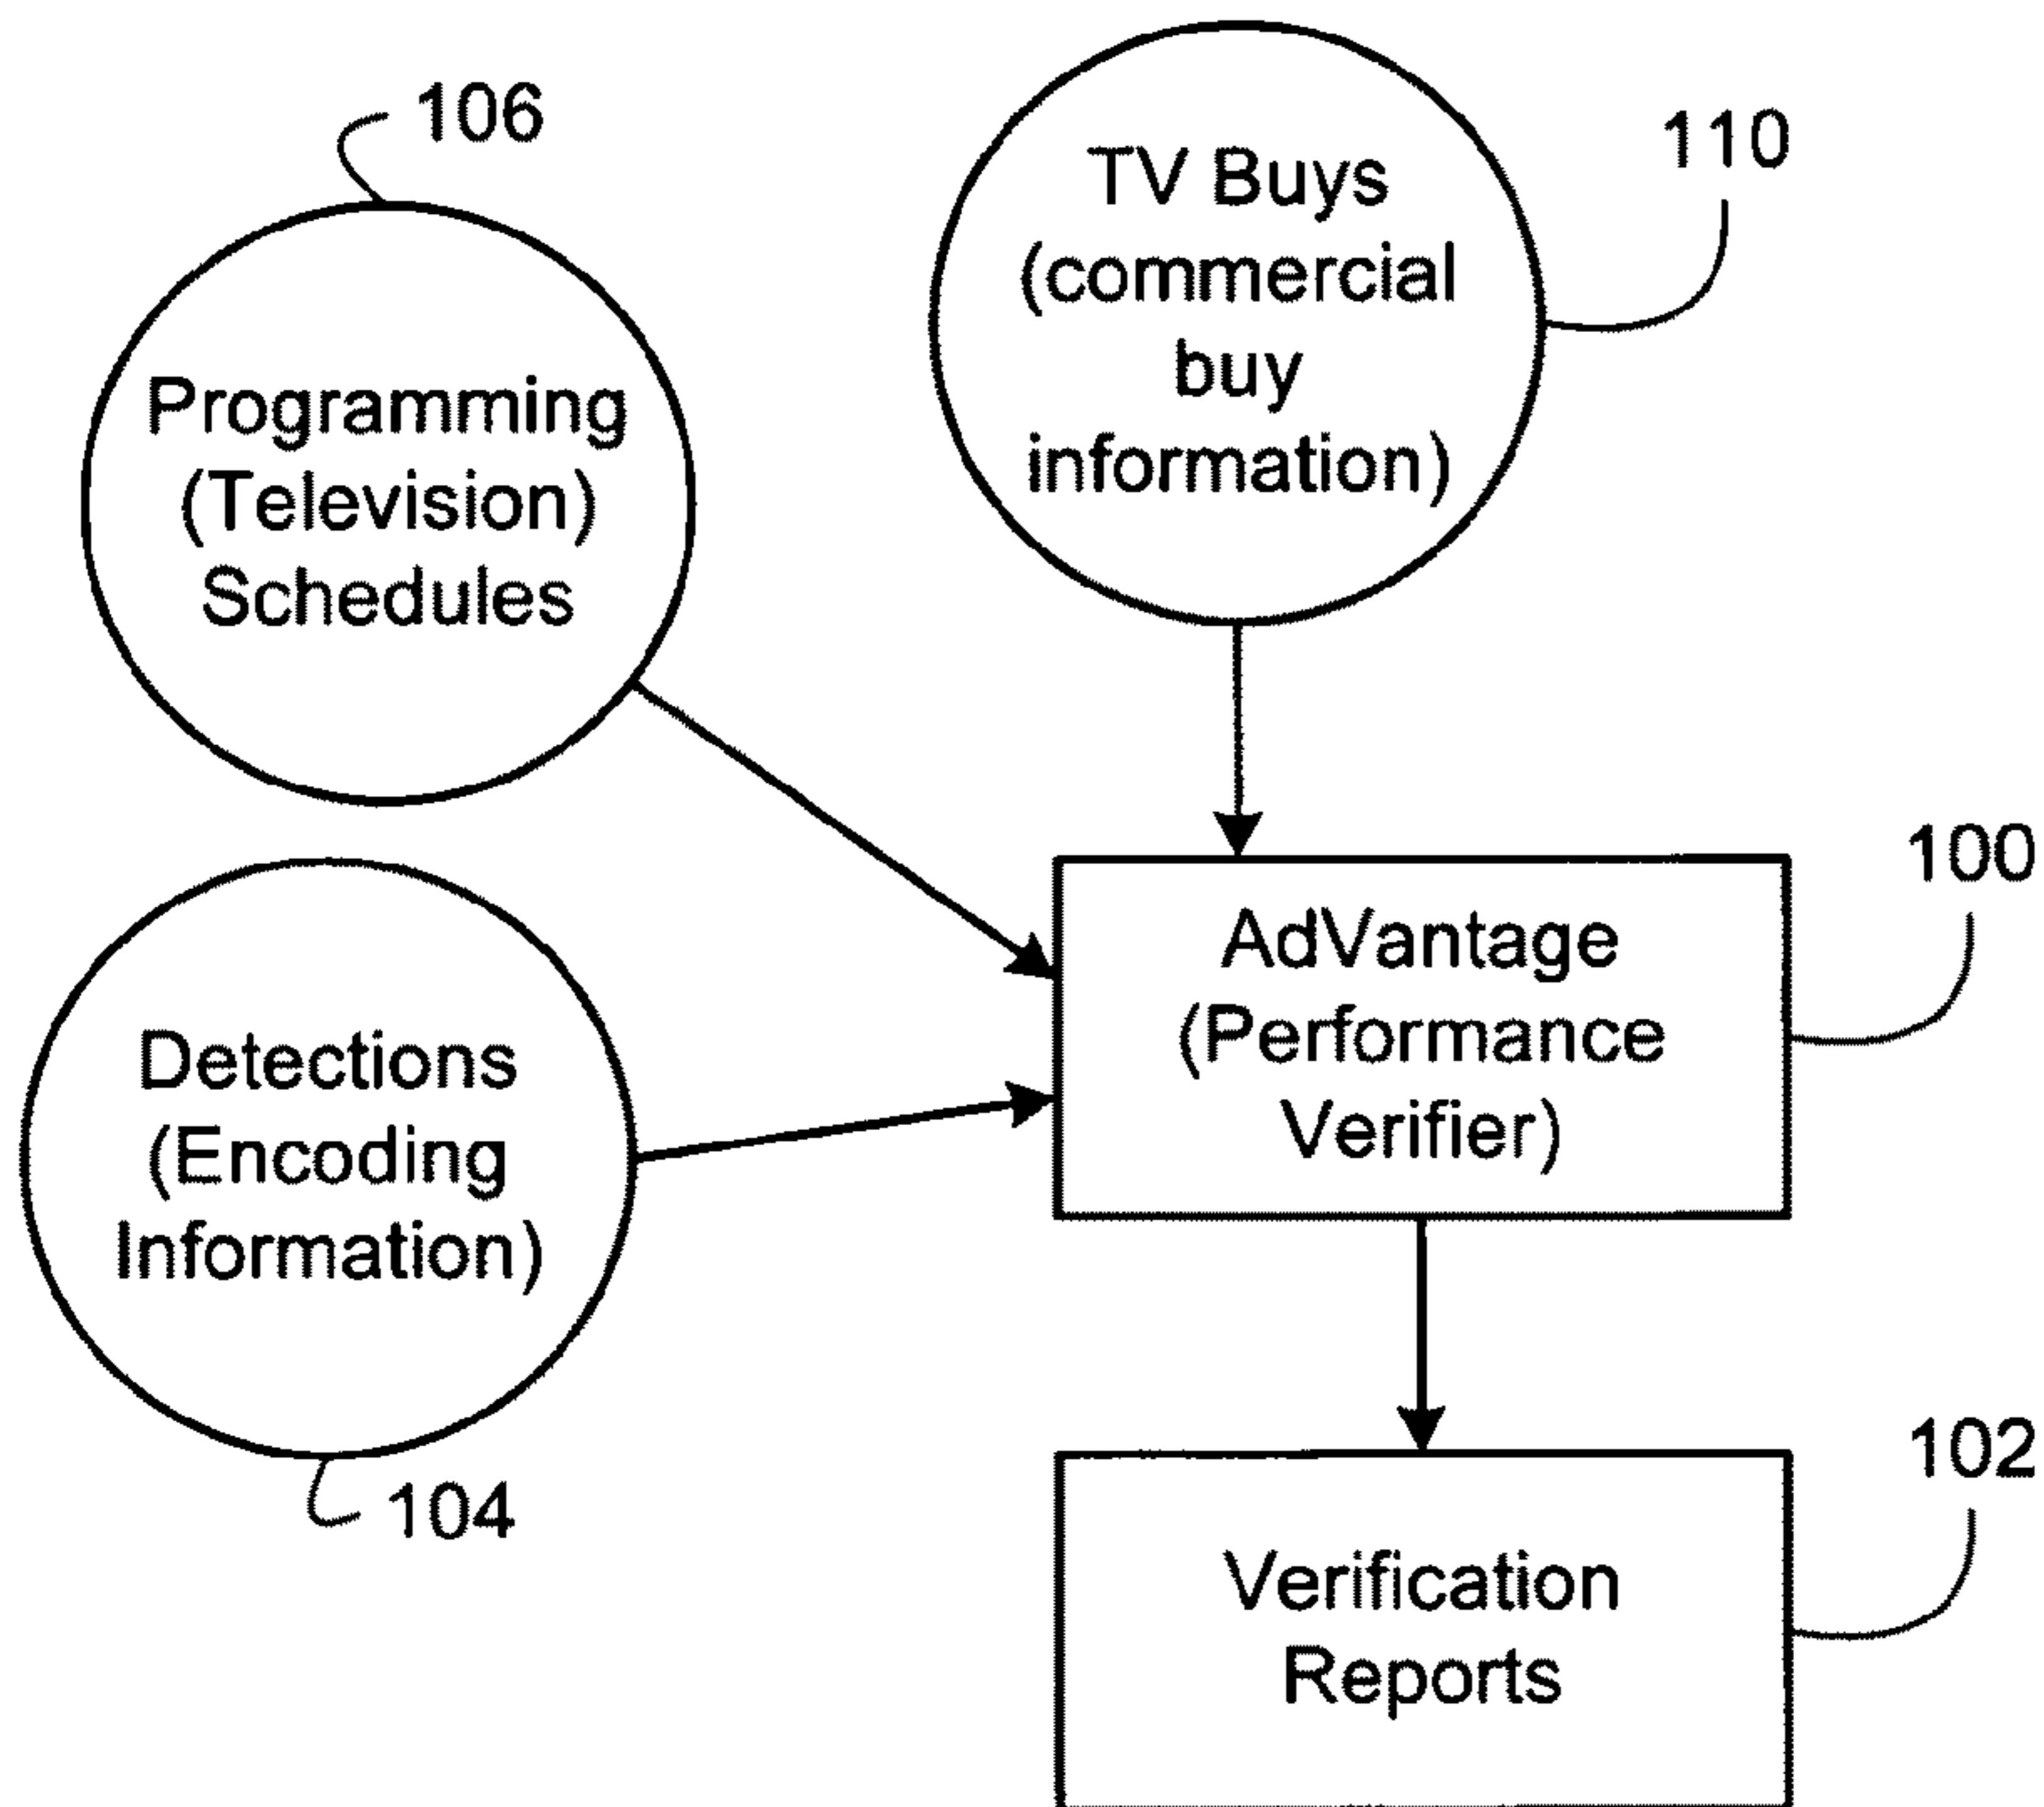 106
Programming
(Television)
Schedules
TV Buys
(commercial
buy
information)
110
Detections
(Encoding
Information)
104
AdVantage
(Performance
Verifier)
100
Verification
Reports
102